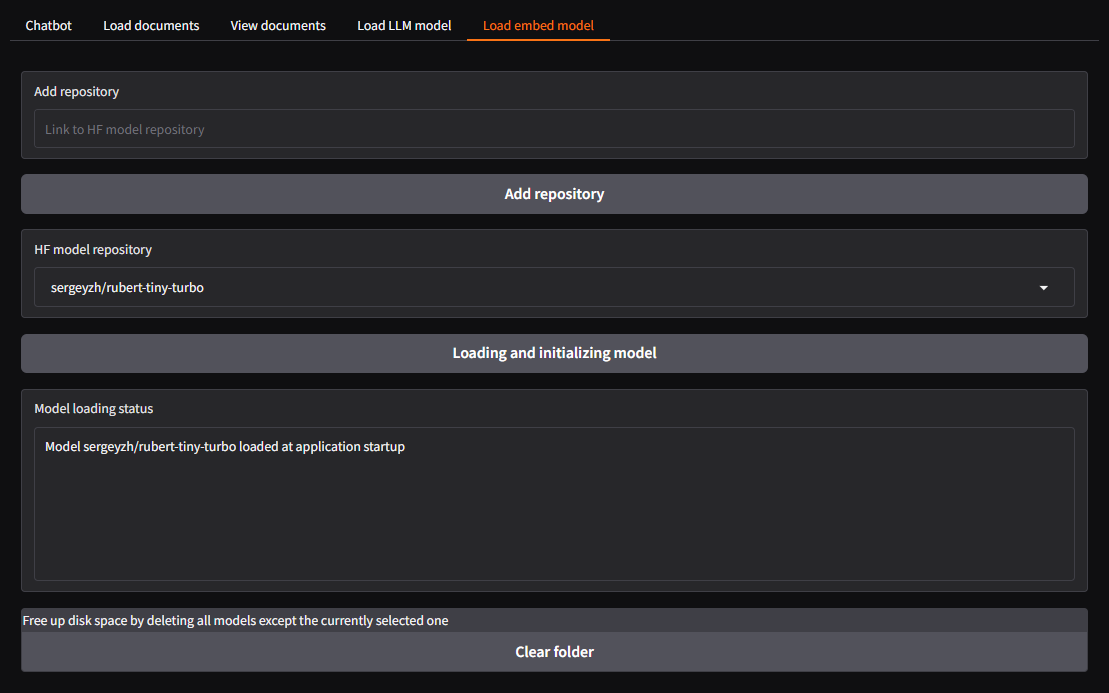 Chatbot Load documents View documents Load LLM model Load embed model
Add repository
Link to HF model repository
Add repository
HF model repository
sergeyzh/rubert-tiny-turbo
Loading and initializing model
Model loading status
Model sergeyzh/rubert-tiny-turbo loaded at application startup
Free up disk space by deleting all models except the currently selected one
Clear folder